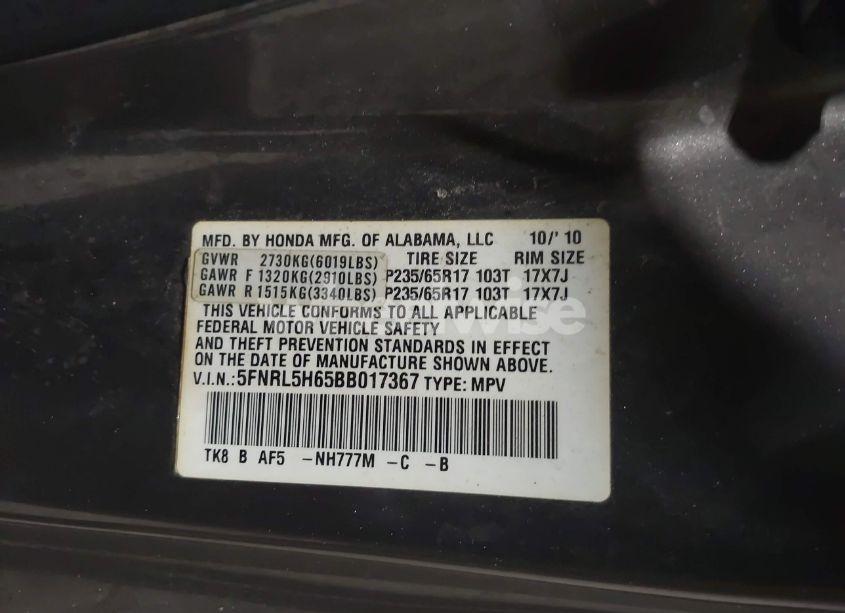 MFD. BY HONDA MFG. OF ALABAMA, LLC 10/'10
GVWR 2730KG(6019LBS) TIRE SIZE RIM SIZE
GAWR F 1320KG(2910LBS) P235/65R17 103T 17X7J
GAWR R 1515KG(3340LBS) P235/65R17 103T 17X7J
THIS VEHICLE CONFORMS TO ALL APPLICABLE
FEDERAL MOTOR VEHICLE SAFETY
AND THEFT PREVENTION STANDARDS IN EFFECT
ON THE DATE OF MANUFACTURE SHOWN ABOVE.
V.I.N.:5FNRL5H65BB017367 TYPE: MPV
TK8 B AF5 -NH777M -C -B